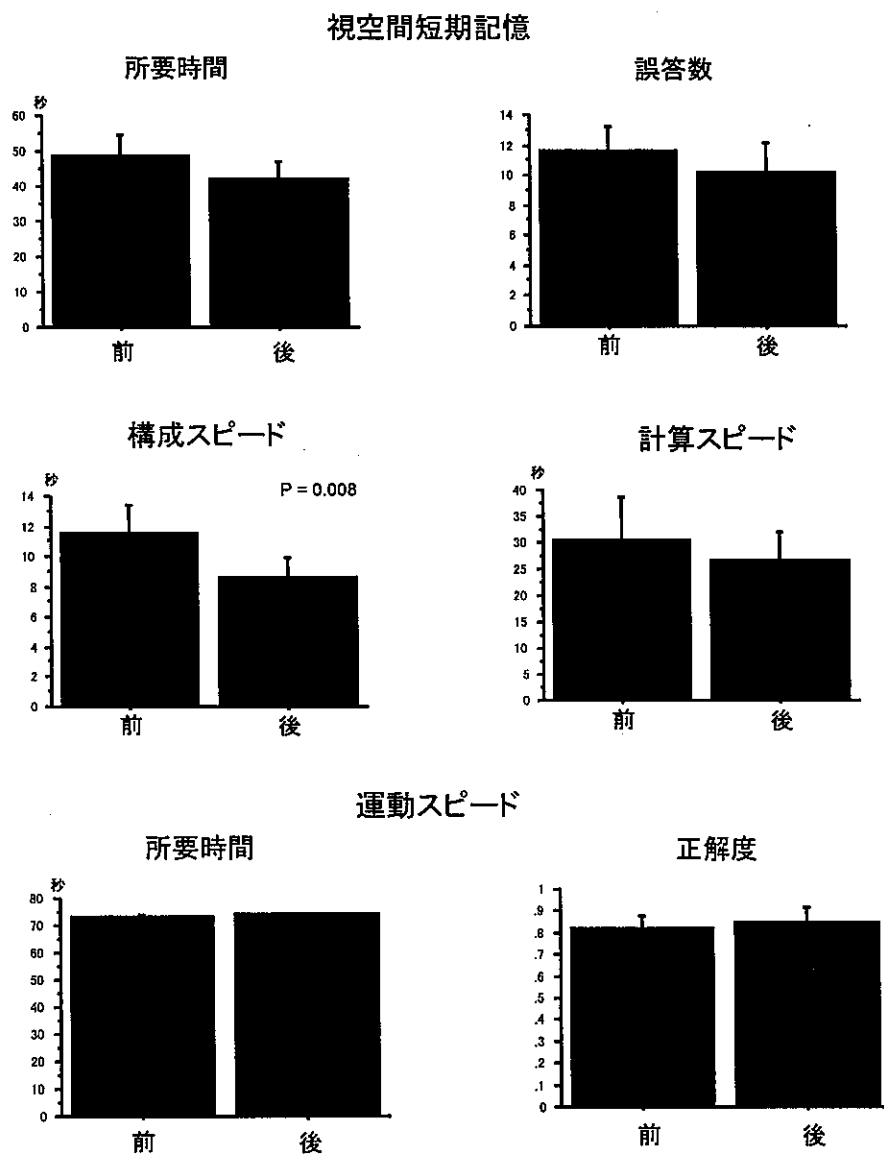 視空間短期記憶
所要時間
秒
60
50
40
30
20
10
0
前 後
誤答数
14
12
10
8
6
4
2
0
前 後
構成スピード
秒
P = 0.008
14
12
10
8
6
4
2
0
前 後
計算スピード
秒
40
35
30
25
20
15
10
5
0
前 後
運動スピード
所要時間
秒
80
70
60
50
40
30
20
10
0
前 後
正解度
1
.9
.8
.7
.6
.5
.4
.3
.2
.1
0
前 後